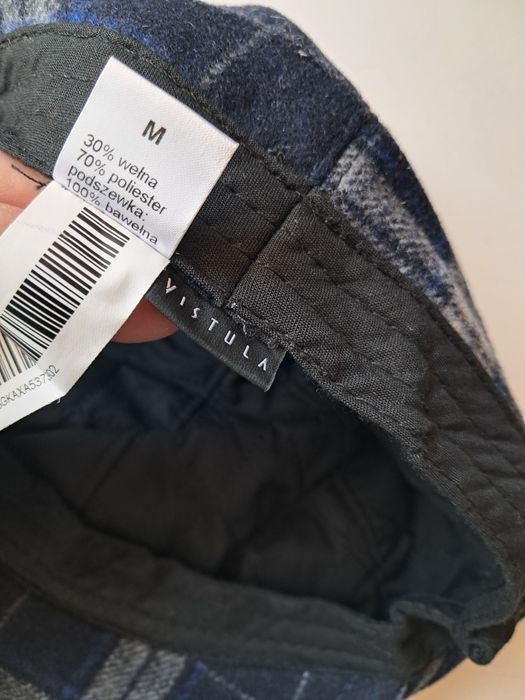 M
30% wełna
70% poliester
podszewka:
100% bawełna
VISTULA